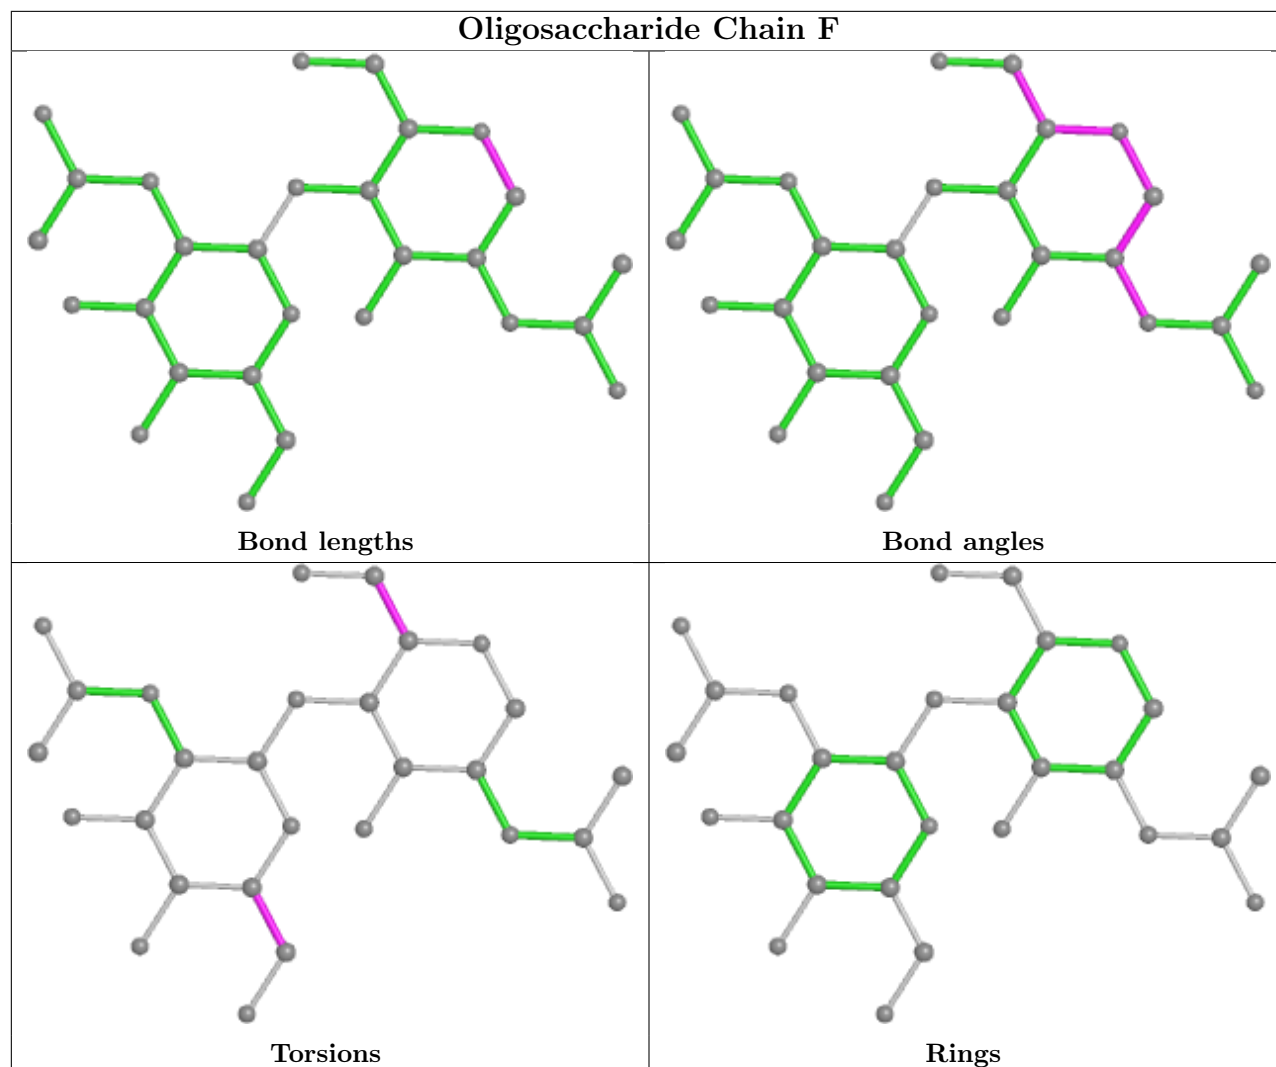 Oligosaccharide Chain F
Bond lengths
Bond angles
Torsions
Rings